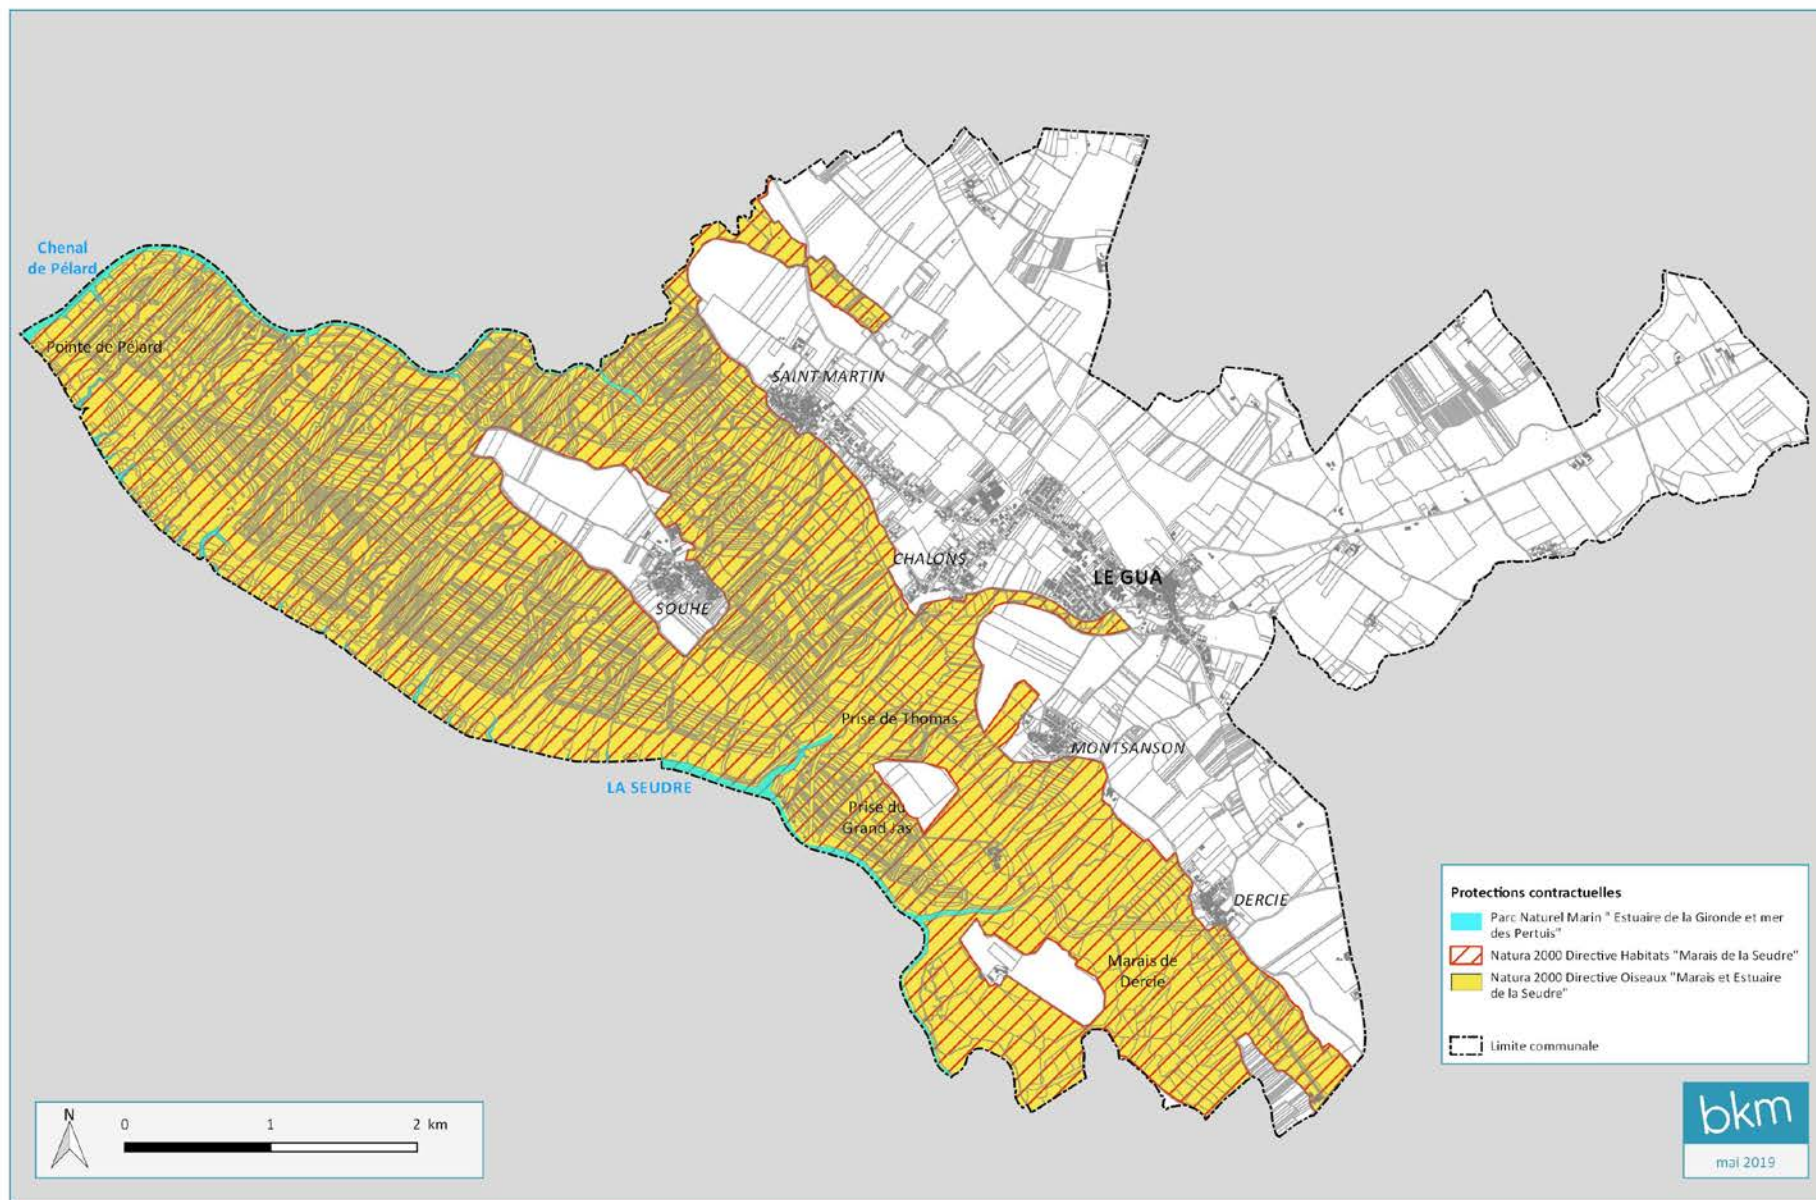 Chenal
de Pélard
Pointe de Pélard
SAINT MARTIN
CHALONS
LE GUA
SOUHE
Prise de Thomas
MONTSANSON
LA SEUDRE
Prise du
Grand Jas
DERCIE
Marais de
Dercie
Protections contractuelles
Parc Naturel Marin " Estuaire de la Gironde et mer
des Pertuis"
Natura 2000 Directive Habitats "Marais de la Seudre"
Natura 2000 Directive Oiseaux "Marais et Estuaire
de la Seudre"
Limite communale
N
0 1 2 km
bkm
mai 2019